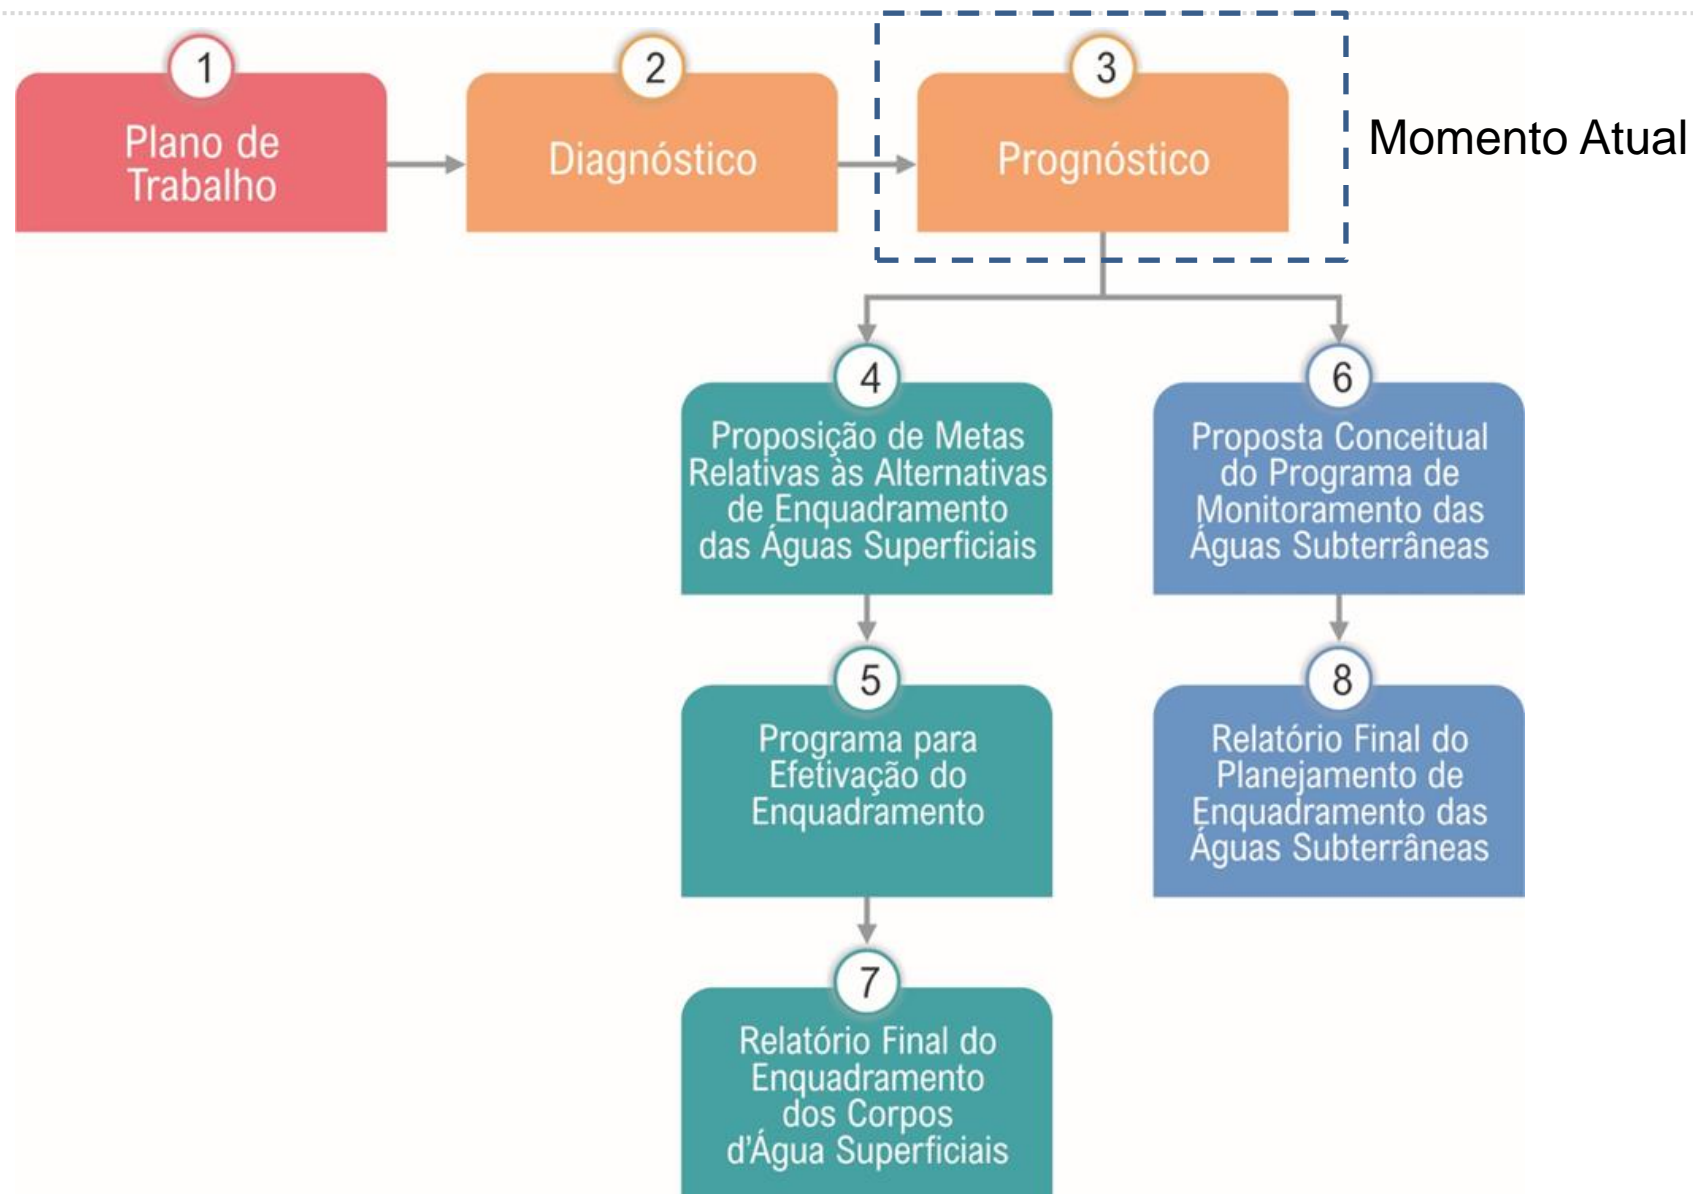 1
Plano de
Trabalho
2
Diagnóstico
3
Prognóstico
Momento Atual
4
Proposição de Metas
Relativas às Alternativas
de Enquadramento
das Águas Superficiais
6
Proposta Conceitual
do Programa de
Monitoramento das
Águas Subterrâneas
5
Programa para
Efetivação do
Enquadramento
8
Relatório Final do
Planejamento de
Enquadramento das
Águas Subterrâneas
7
Relatório Final do
Enquadramento
dos Corpos
d'Água Superficiais